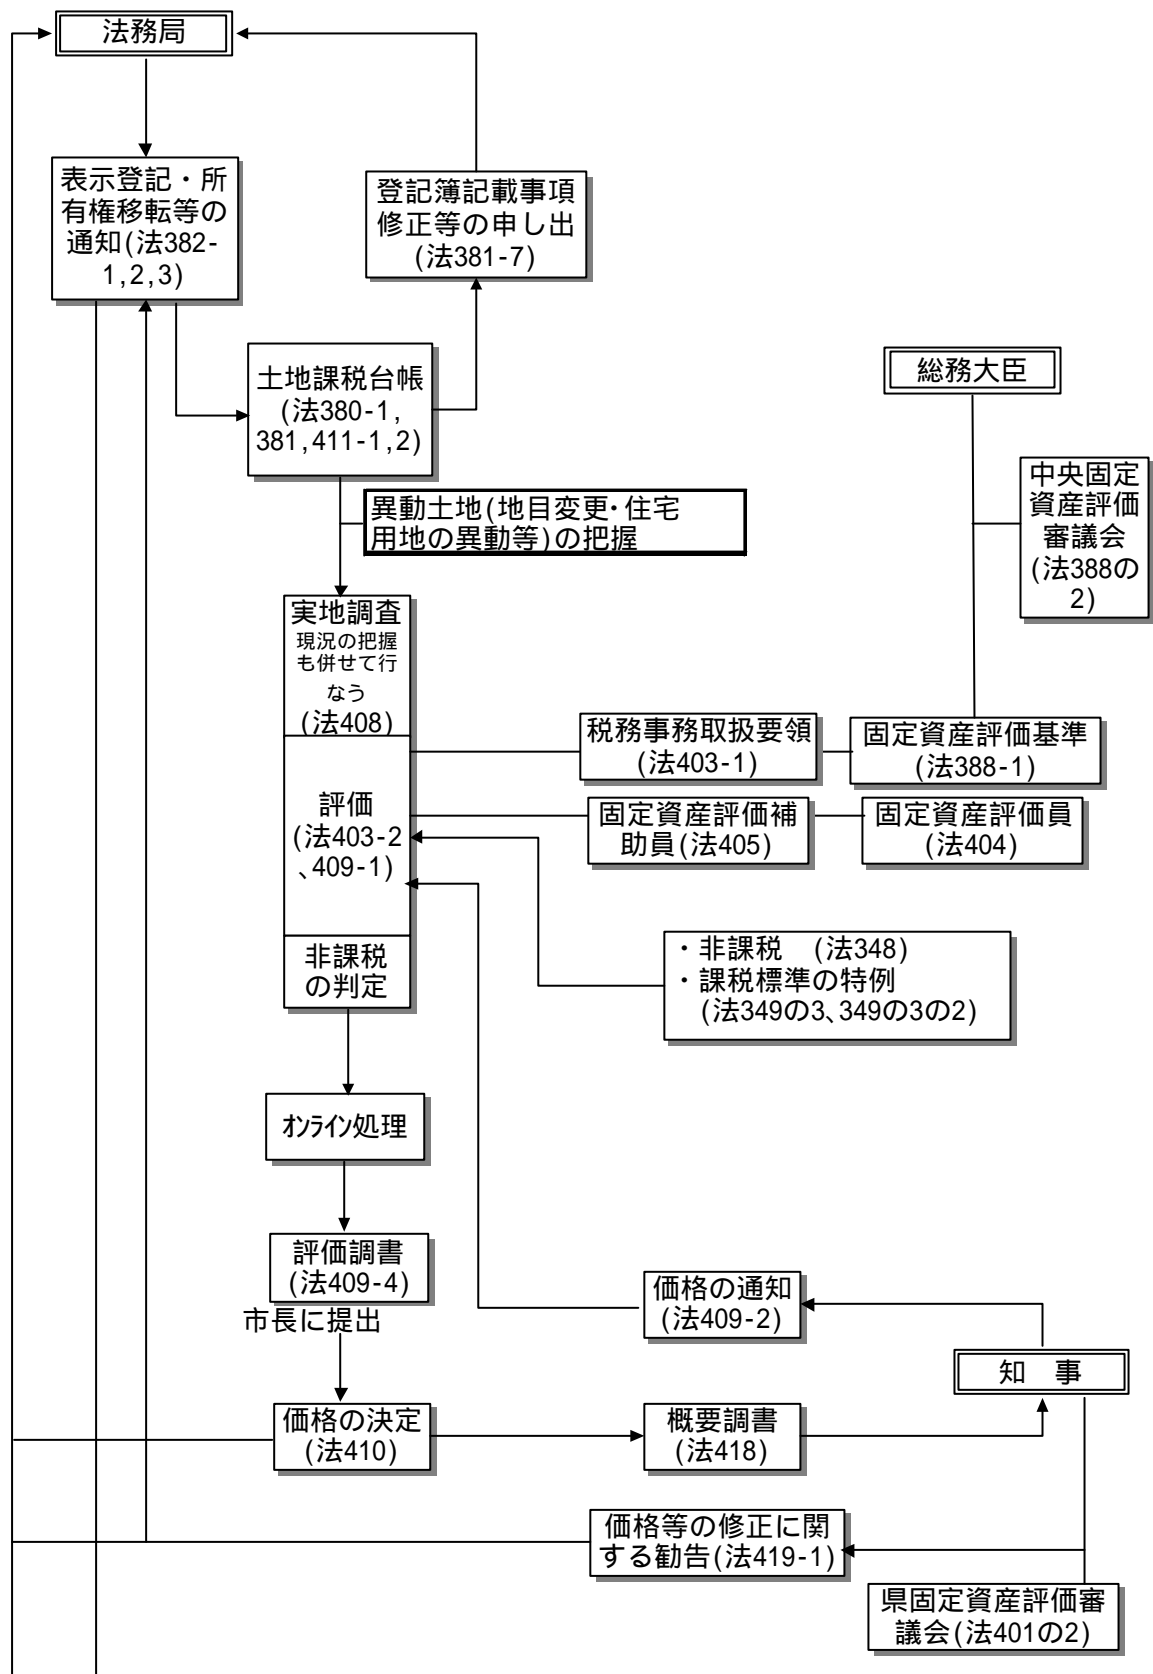 法務局
表示登記・所
有権移転等の
通知(法382-
1,2,3)
登記簿記載事項
修正等の申し出
(法381-7)
土地課税台帳
(法380-1,
381,411-1,2)
総務大臣
中央固定
資産評価
審議会
(法388の
2)
異動土地(地目変更・住宅
用地の異動等)の把握
実地調査
現況の把握
も併せて行
なう
(法408)
税務事務取扱要領
(法403-1)
固定資産評価基準
(法388-1)
評価
(法403-2
、409-1)
固定資産評価補
助員(法405)
固定資産評価員
(法404)
非課税
の判定
・非課税 (法348)
・課税標準の特例
(法349の3、349の3の2)
オンライン処理
評価調書
(法409-4)
市長に提出
価格の通知
(法409-2)
知 事
価格の決定
(法410)
概要調書
(法418)
価格等の修正に関
する勧告(法419-1)
県固定資産評価審
議会(法401の2)